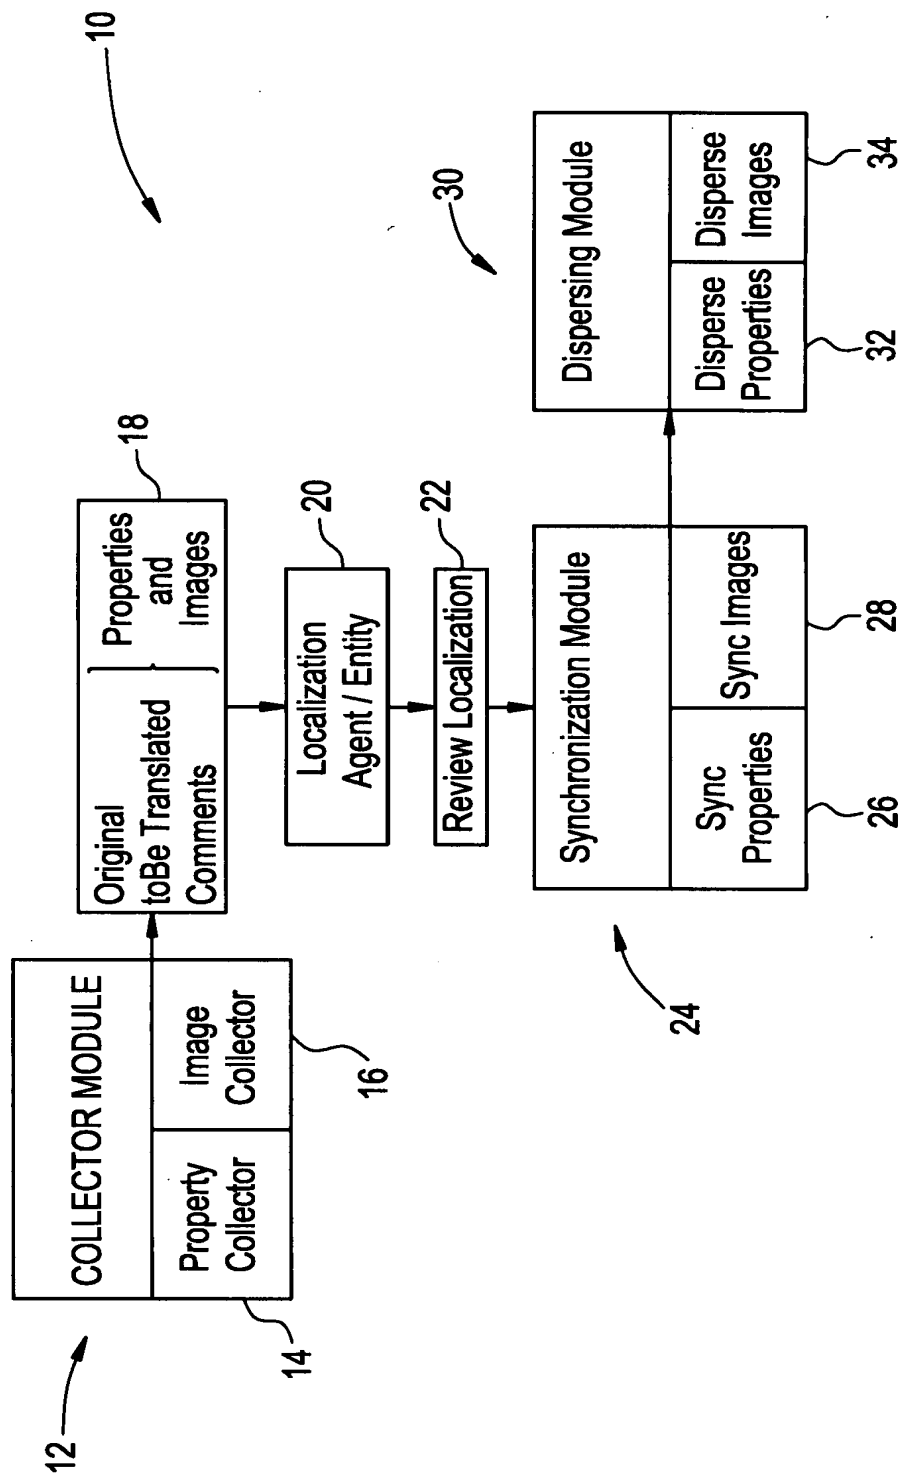 10
12
COLLECTOR MODULE
Property
Collector
14
Image
Collector
16
Original
toBe Translated
Comments
Properties
and
Images
18
Localization
Agent / Entity
20
Review Localization
22
24
Synchronization Module
Sync
Properties
26
Sync Images
28
30
Dispersing Module
Disperse
Properties
32
Disperse
Images
34